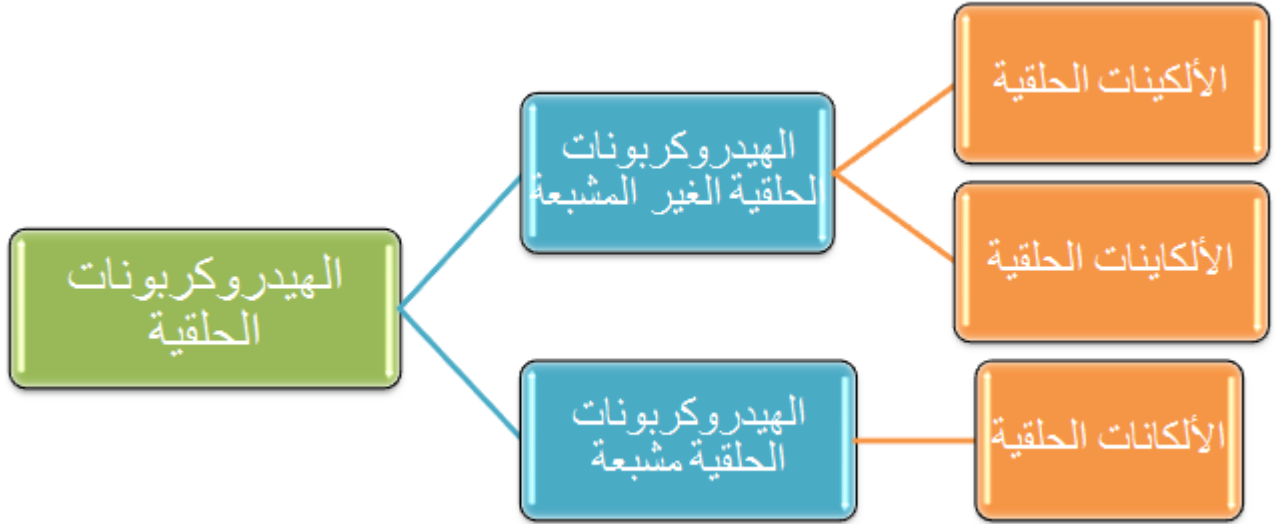 الهيدروكربونات
الحلقية
الهيدروكربونات
لحلقية الغير المشبعة
الهيدروكربونات
الحلقية مشبعة
الألكينات الحلقية
الألكاينات الحلقية
الألكانات الحلقية